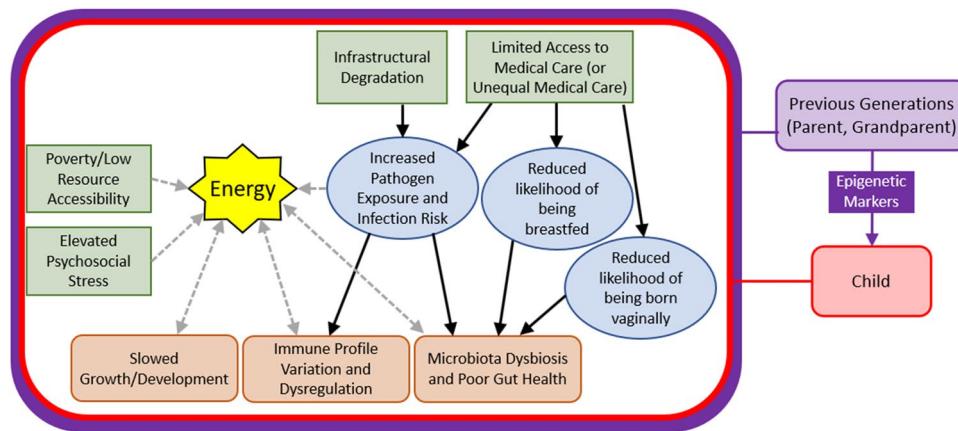 Infrastructural
Degradation
Limited Access to
Medical Care (or
Unequal Medical Care)
Previous Generations
(Parent, Grandparent)
Poverty/Low
Resource
Accessibility
Energy
Increased
Pathogen
Exposure and
Infection Risk
Reduced
likelihood of
being
breastfed
Epigenetic
Markers
Elevated
Psychosocial
Stress
Reduced
likelihood of
being born
vaginally
Child
Slowed
Growth/Development
Immune Profile
Variation and
Dysregulation
Microbiota Dysbiosis
and Poor Gut Health